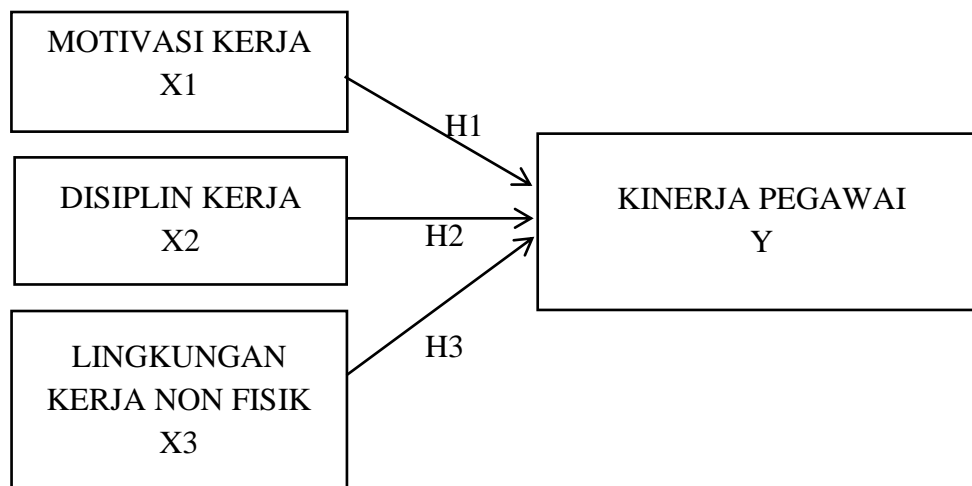 MOTIVASI KERJA
X1
H1
DISIPLIN KERJA
X2
H2
KINERJA PEGAWAI
Y
LINGKUNGAN
KERJA NON FISIK
X3
H3